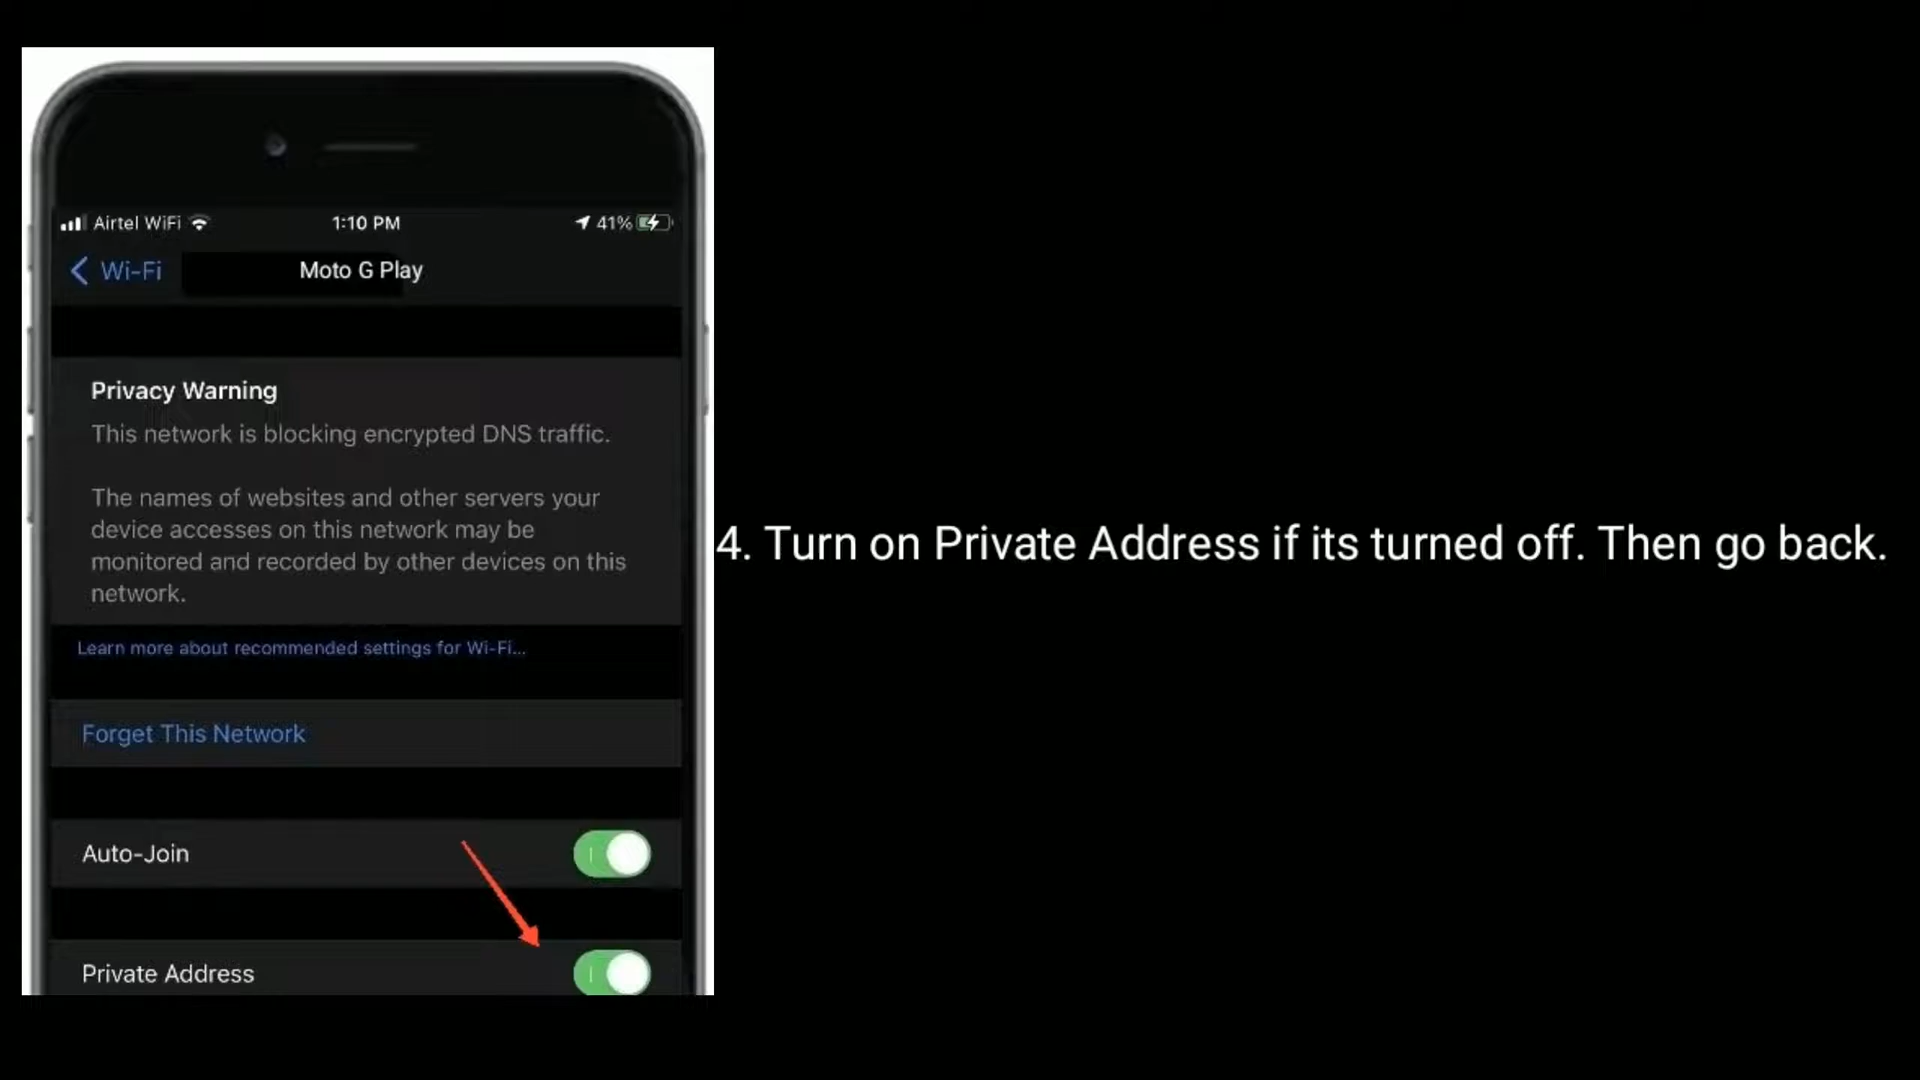 Airtel WiFi 1:10 PM 41%
Wi-Fi Moto G Play
Privacy Warning
This network is blocking encrypted DNS traffic.
The names of websites and other servers your
device accesses on this network may be
monitored and recorded by other devices on this
network.
Learn more about recommended settings for Wi-Fi...
Forget This Network
Auto-Join
Private Address
4. Turn on Private Address if its turned off. Then go back.